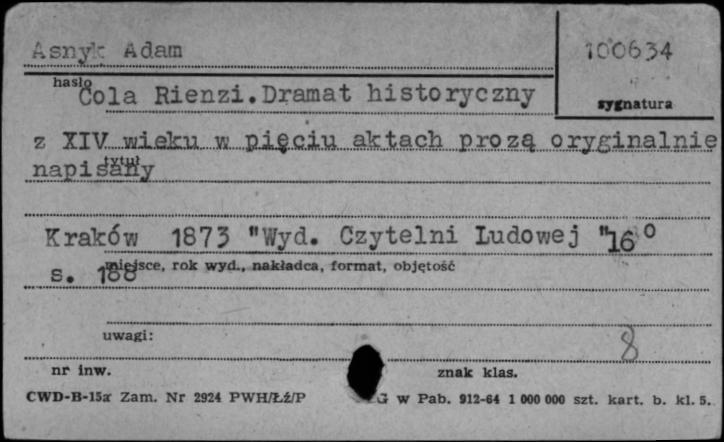 Asnyk Adam
100634
hasło
Cola Rienzi. Dramat historyczny
sygnatura
z XIV wieku w pięciu aktach prozą oryginalnie
tytuł
napisany
Kraków 1873 "Wyd. Czytelni Ludowej "16°
miejsce, rok wyd., nakładca, format, objętość
s. 188
uwagi:
8
nr inw.
znak klas.
CWD-B-15a Zam. Nr 2924 PWH/Łź/P G w Pab. 912-64 1 000 000 szt. kart. b. kl. 5.